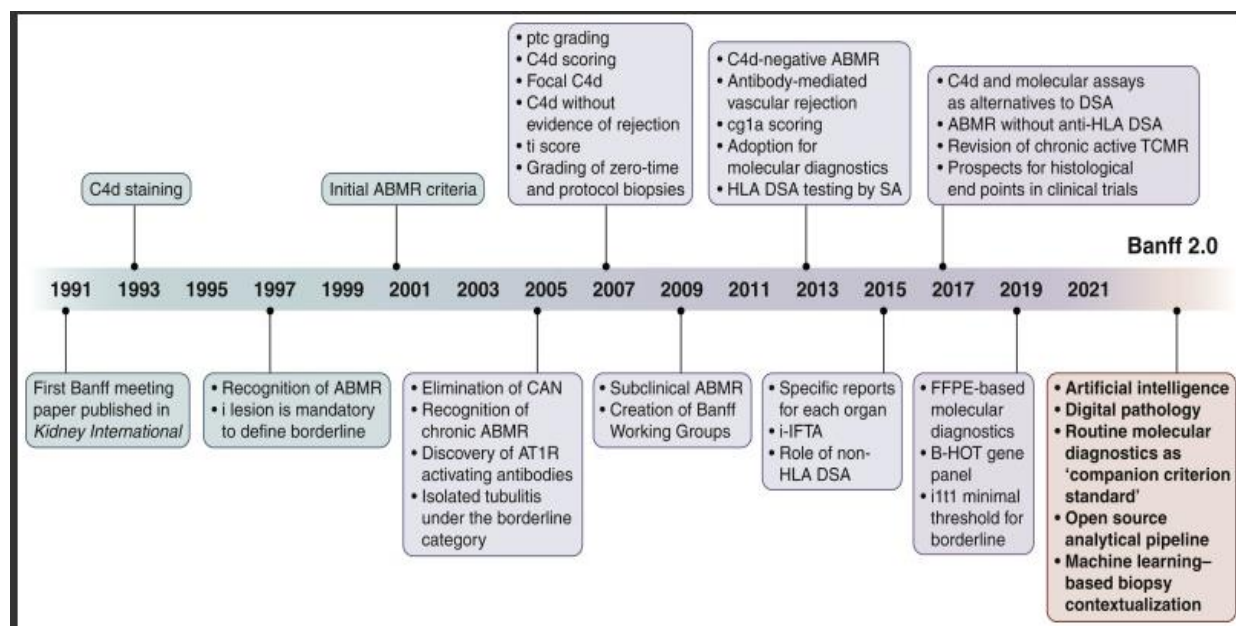 • ptc grading
• C4d scoring
• Focal C4d
• C4d without
evidence of rejection
• ti score
• Grading of zero-time
and protocol biopsies
• C4d-negative ABMR
• Antibody-mediated
vascular rejection
• cg1a scoring
• Adoption for
molecular diagnostics
• HLA DSA testing by SA
• C4d and molecular assays
as alternatives to DSA
• ABMR without anti-HLA DSA
• Revision of chronic active TCMR
• Prospects for histological
end points in clinical trials
C4d staining
Initial ABMR criteria
Banff 2.0
1991 1993 1995 1997 1999 2001 2003 2005 2007 2009 2011 2013 2015 2017 2019 2021
First Banff meeting
paper published in
Kidney International
• Recognition of ABMR
• i lesion is mandatory
to define borderline
• Elimination of CAN
• Recognition of
chronic ABMR
• Discovery of AT1R
activating antibodies
• Isolated tubulitis
under the borderline
category
• Subclinical ABMR
• Creation of Banff
Working Groups
• Specific reports
for each organ
• i-IFTA
• Role of non-
HLA DSA
• FFPE-based
molecular
diagnostics
• B-HOT gene
panel
• i1t1 minimal
threshold for
borderline
• Artificial intelligence
• Digital pathology
• Routine molecular
diagnostics as
‘companion criterion
standard’
• Open source
analytical pipeline
• Machine learning–
based biopsy
contextualization